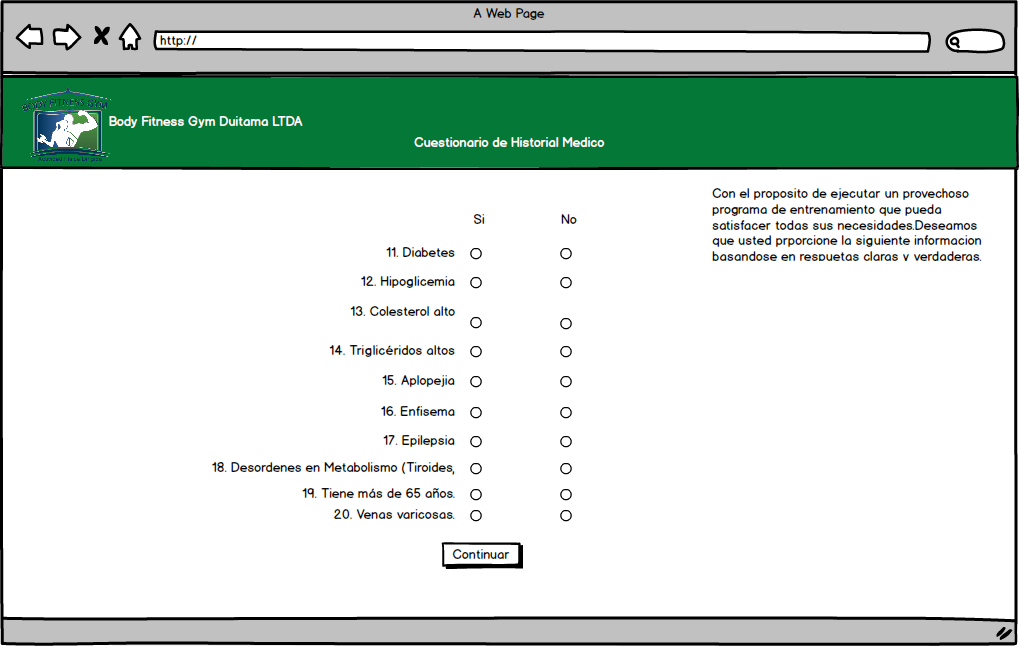 A Web Page
http://
BODY FITNESS GYM
Body Fitness Gym Duitama LTDA
Cuestionario de Historial Medico
Con el proposito de ejecutar un provechoso
programa de entrenamiento que pueda
satisfacer todas sus necesidades.Deseamos
que usted prporcione la siguiente informacion
basandose en respuetas claras y verdaderas.
Si No
11. Diabetes
12. Hipoglicemia
13. Colesterol alto
14. Triglicéridos altos
15. Aplopejia
16. Enfisema
17. Epilepsia
18. Desordenes en Metabolismo (Tiroides,
19. Tiene más de 65 años.
20. Venas varicosas.
Continuar